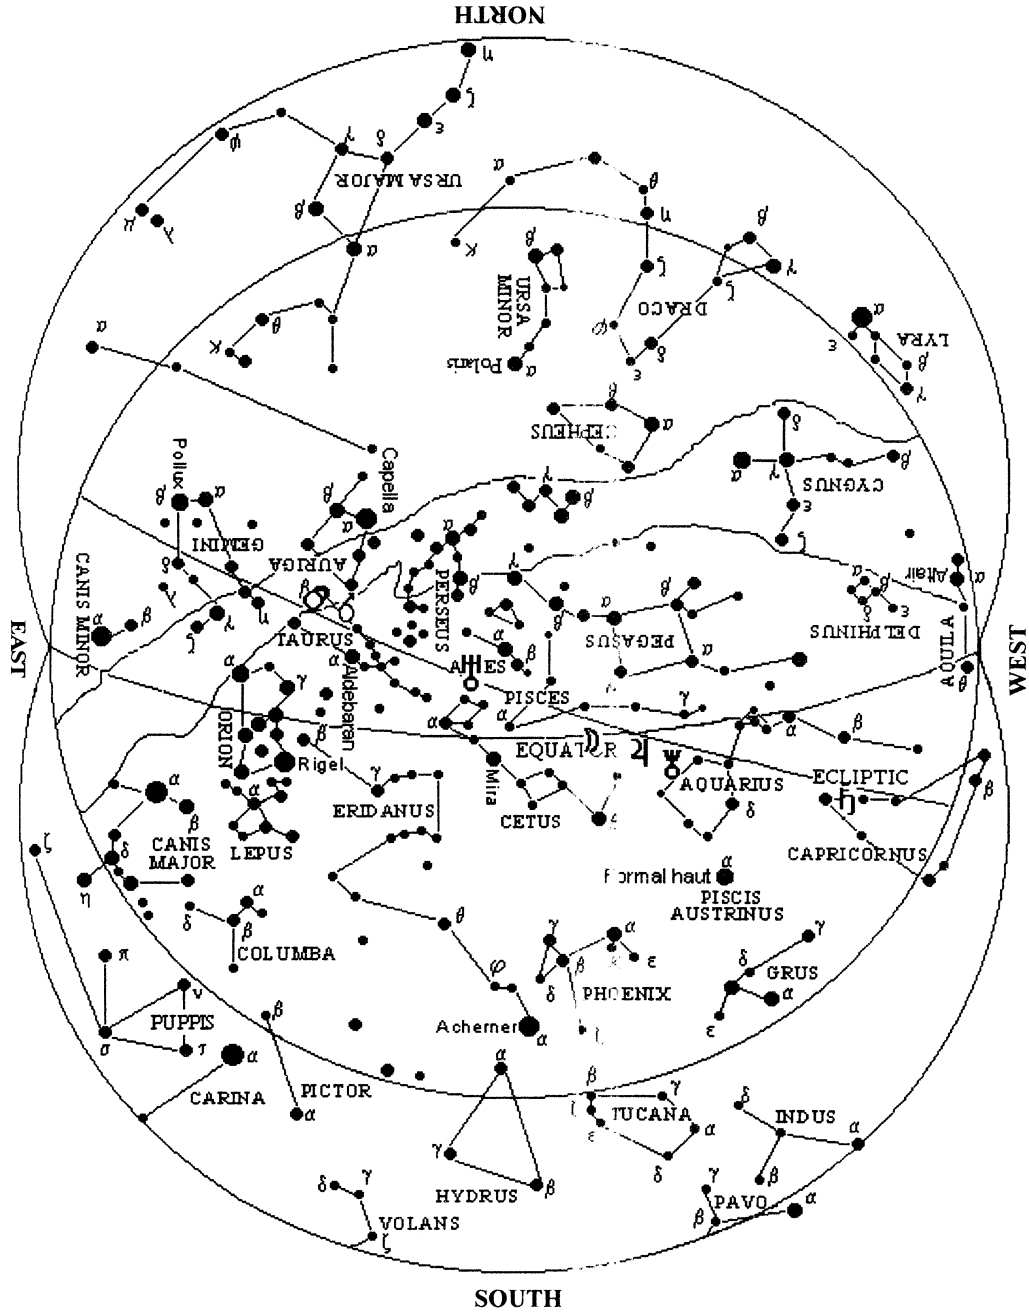 NORTH
η
ζ
ε
γ
δ
φ
α
θ
URSA MAJOR
β
η
μ
λ
β
α
κ
β
ζ
γ
ζ
URSA
MINOR
DRACO
θ
φ
α
LYRA
α
κ
δ
ε
ε
β
Polaris
α
γ
β
CEPHEUS
α
δ
Pollux
Capella
α
γ
β
CYGNUS
β
α
β
α
γ
β
ε
GEMINI
α
ζ
AURIGA
δ
PERSEUS
γ
β
α
Altair
α
CANIS MINOR
λ
β
η
β
α
δ
ε
DELPHINUS
α
β
γ
ζ
TAURUS
PEGASUS
AQUILA
EAST
WEST
α
Aldebaran
β
α
θ
γ
PISCES
ORION
β
α
α
γ
α
β
EQUATOR
Rigel
Mira
ECLIPTIC
γ
AQUARIUS
β
α
β
ERIDANUS
CETUS
δ
CANIS
MAJOR
LEPUS
CAPRICORNUS
ζ
δ
α
η
Formal haut
PISCIS
AUSTRINUS
α
δ
β
θ
γ
α
γ
COLUMBA
β
ε
δ
GRUS
π
φ
δ
PHOENIX
α
ν
β
PUPPIS
Acherner
α
ε
ζ
σ
τ
α
α
CARINA
PICTOR
β
γ
δ
α
ζ
TUCANA
INDUS
ε
α
α
γ
δ
β
HYDRUS
β
δ
γ
γ
PAVO
α
VOLANS
β
ζ
SOUTH